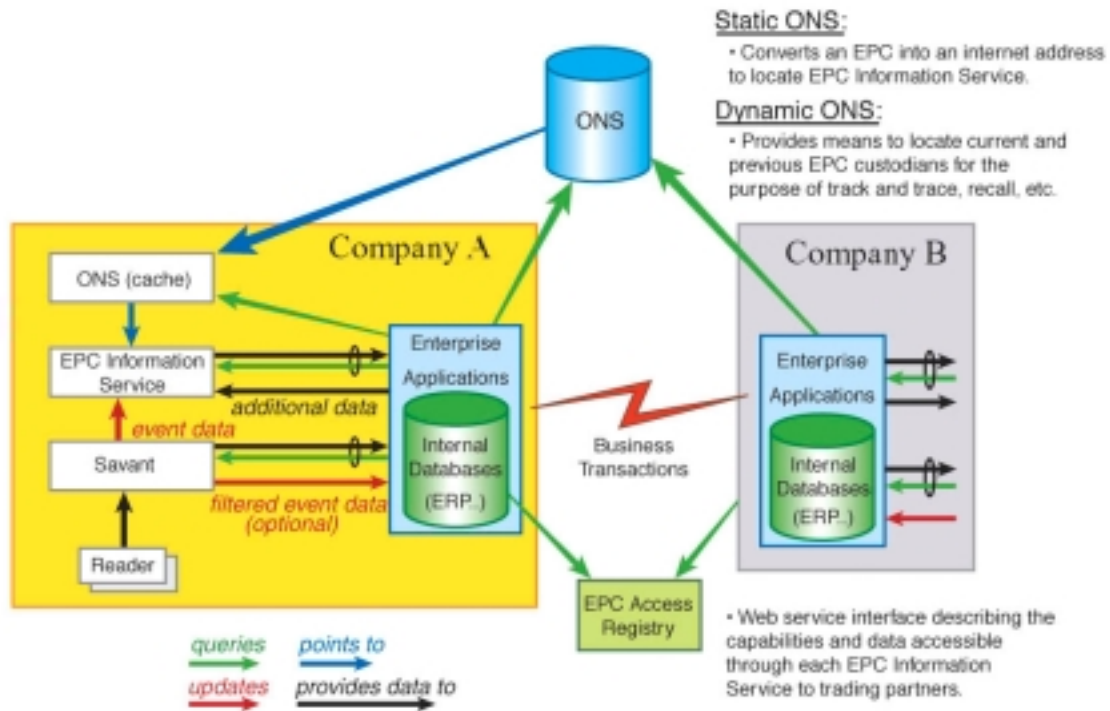 Static ONS:
• Converts an EPC into an internet address
to locate EPC Information Service.
Dynamic ONS:
• Provides means to locate current and
previous EPC custodians for the
purpose of track and trace, recall, etc.
ONS
Company A
ONS (cache)
EPC Information
Service
additional data
event data
Savant
filtered event data
(optional)
Reader
Enterprise
Applications
Internal
Databases
(ERP..)
Business
Transactions
Company B
Enterprise
Applications
Internal
Databases
(ERP..)
EPC Access
Registry
• Web service interface describing the
capabilities and data accessible
through each EPC Information
Service to trading partners.
queries
points to
updates
provides data to